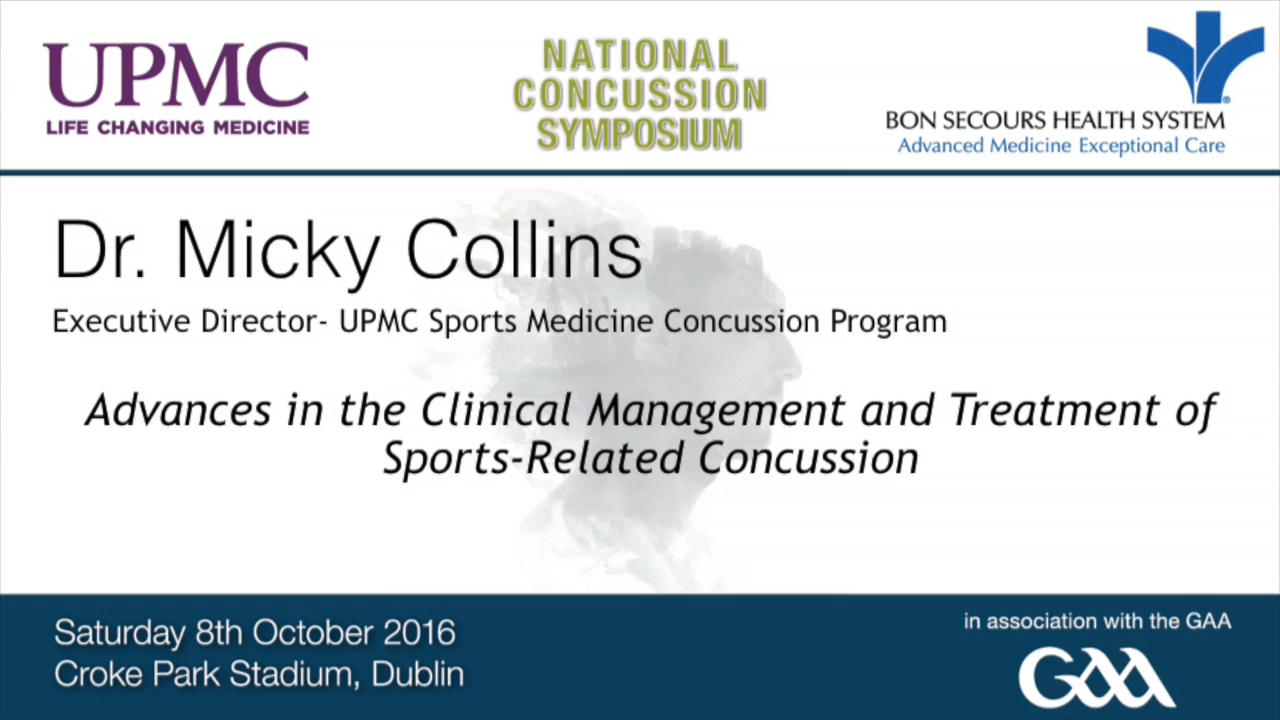 UPMC
LIFE CHANGING MEDICINE
NATIONAL
CONCUSSION
SYMPOSIUM
BON SECOURS HEALTH SYSTEM
Advanced Medicine Exceptional Care
Dr. Micky Collins
Executive Director- UPMC Sports Medicine Concussion Program
Advances in the Clinical Management and Treatment of
Sports-Related Concussion
Saturday 8th October 2016
Croke Park Stadium, Dublin
in association with the GAA
GAA